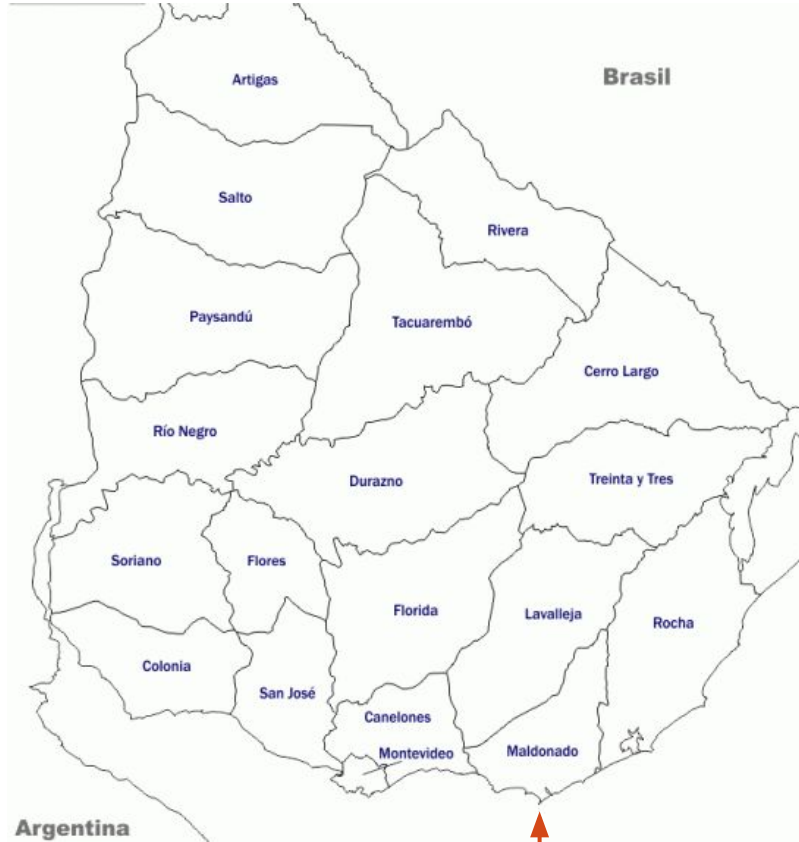 Artigas
Brasil
Salto
Rivera
Paysandú
Tacuarembó
Cerro Largo
Río Negro
Durazno
Treinta y Tres
Soriano
Flores
Florida
Lavalleja
Rocha
Colonia
San José
Canelones
Montevideo
Maldonado
Argentina